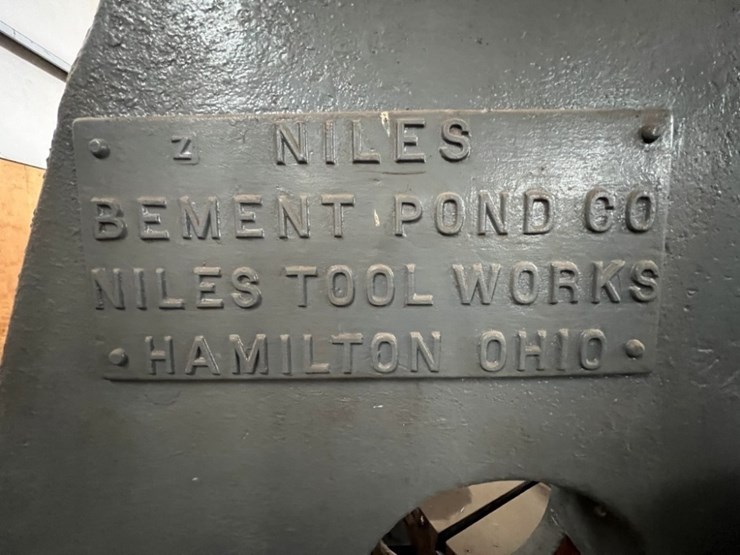 Z NILES
BEMENT POND CO
NILES TOOL WORKS
· HAMILTON OHIO ·